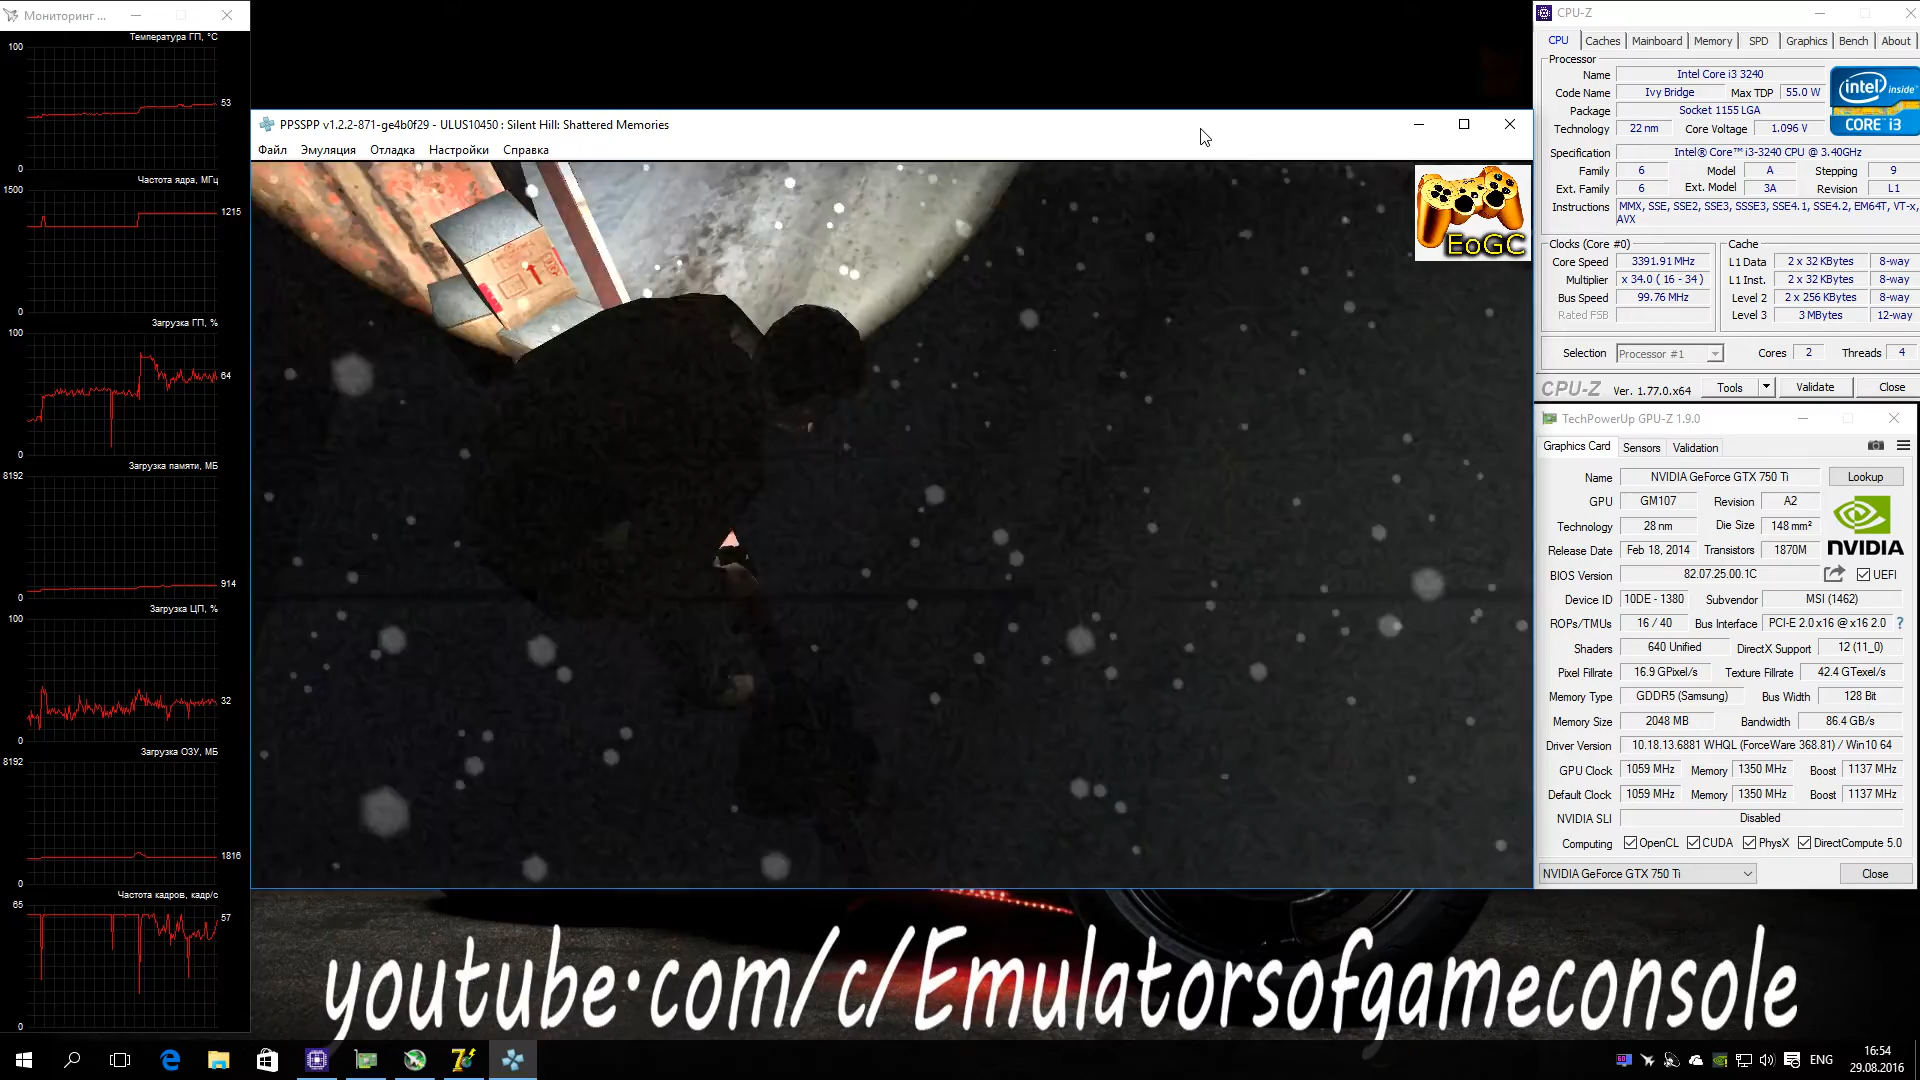 Мониторинг ...
Температура ГП, °C
100
53
0
Частота ядра, МГц
1500
1215
0
Загрузка ГП, %
100
64
0
Загрузка памяти, МБ
8192
914
0
Загрузка ЦП, %
100
32
0
Загрузка ОЗУ, МБ
8192
1816
0
Частота кадров, кадр/с
65
57
0
PPSSPP v1.2.2-871-ge4b0f29 - ULUS10450 : Silent Hill: Shattered Memories
Файл Эмуляция Отладка Настройки Справка
EoGC
CPU-Z
CPU Caches Mainboard Memory SPD Graphics Bench About
Processor
Name Intel Core i3 3240
Code Name Ivy Bridge Max TDP 55.0 W
Package Socket 1155 LGA
Technology 22 nm Core Voltage 1.096 V
intel inside
CORE i3
Specification Intel® Core™ i3-3240 CPU @ 3.40GHz
Family 6 Model A Stepping 9
Ext. Family 6 Ext. Model 3A Revision L1
Instructions MMX, SSE, SSE2, SSE3, SSSE3, SSE4.1, SSE4.2, EM64T, VT-x,
AVX
Clocks (Core #0) Cache
Core Speed 3391.91 MHz L1 Data 2 x 32 KBytes 8-way
Multiplier x 34.0 ( 16 - 34 ) L1 Inst. 2 x 32 KBytes 8-way
Bus Speed 99.76 MHz Level 2 2 x 256 KBytes 8-way
Rated FSB Level 3 3 MBytes 12-way
Selection Processor #1 Cores 2 Threads 4
CPU-Z Ver. 1.77.0.x64 Tools Validate Close
TechPowerUp GPU-Z 1.9.0
Graphics Card Sensors Validation
Name NVIDIA GeForce GTX 750 Ti Lookup
GPU GM107 Revision A2
Technology 28 nm Die Size 148 mm²
Release Date Feb 18, 2014 Transistors 1870M
NVIDIA
BIOS Version 82.07.25.00.1C UEFI
Device ID 10DE - 1380 Subvendor MSI (1462)
ROPs/TMUs 16 / 40 Bus Interface PCI-E 2.0 x16 @ x16 2.0 ?
Shaders 640 Unified DirectX Support 12 (11_0)
Pixel Fillrate 16.9 GPixel/s Texture Fillrate 42.4 GTexel/s
Memory Type GDDR5 (Samsung) Bus Width 128 Bit
Memory Size 2048 MB Bandwidth 86.4 GB/s
Driver Version 10.18.13.6881 WHQL (ForceWare 368.81) / Win10 64
GPU Clock 1059 MHz Memory 1350 MHz Boost 1137 MHz
Default Clock 1059 MHz Memory 1350 MHz Boost 1137 MHz
NVIDIA SLI Disabled
Computing OpenCL CUDA PhysX DirectCompute 5.0
NVIDIA GeForce GTX 750 Ti Close
youtube.com/c/Emulatorsofgameconsole
ENG
16:54
29.08.2016